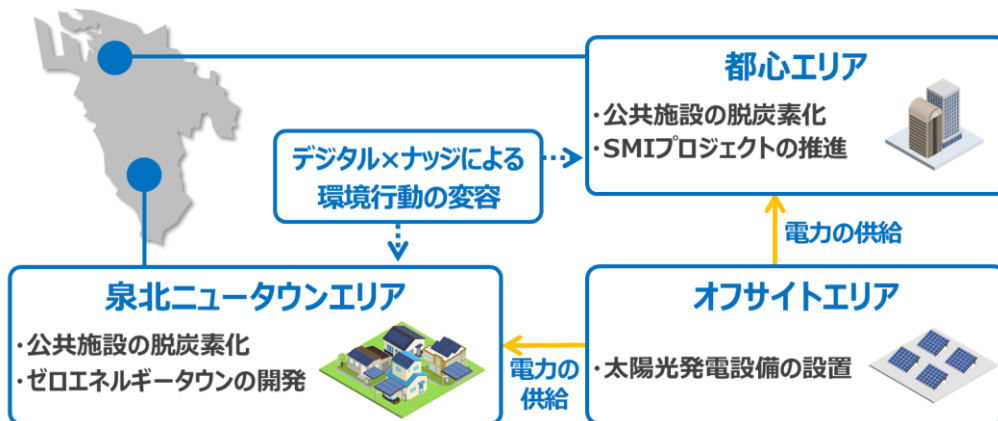 都心エリア
・公共施設の脱炭素化
・SMIプロジェクトの推進
デジタル×ナッジによる
環境行動の変容
電力の供給
泉北ニュータウンエリア
・公共施設の脱炭素化
・ゼロエネルギータウンの開発
電力の
供給
オフサイトエリア
・太陽光発電設備の設置